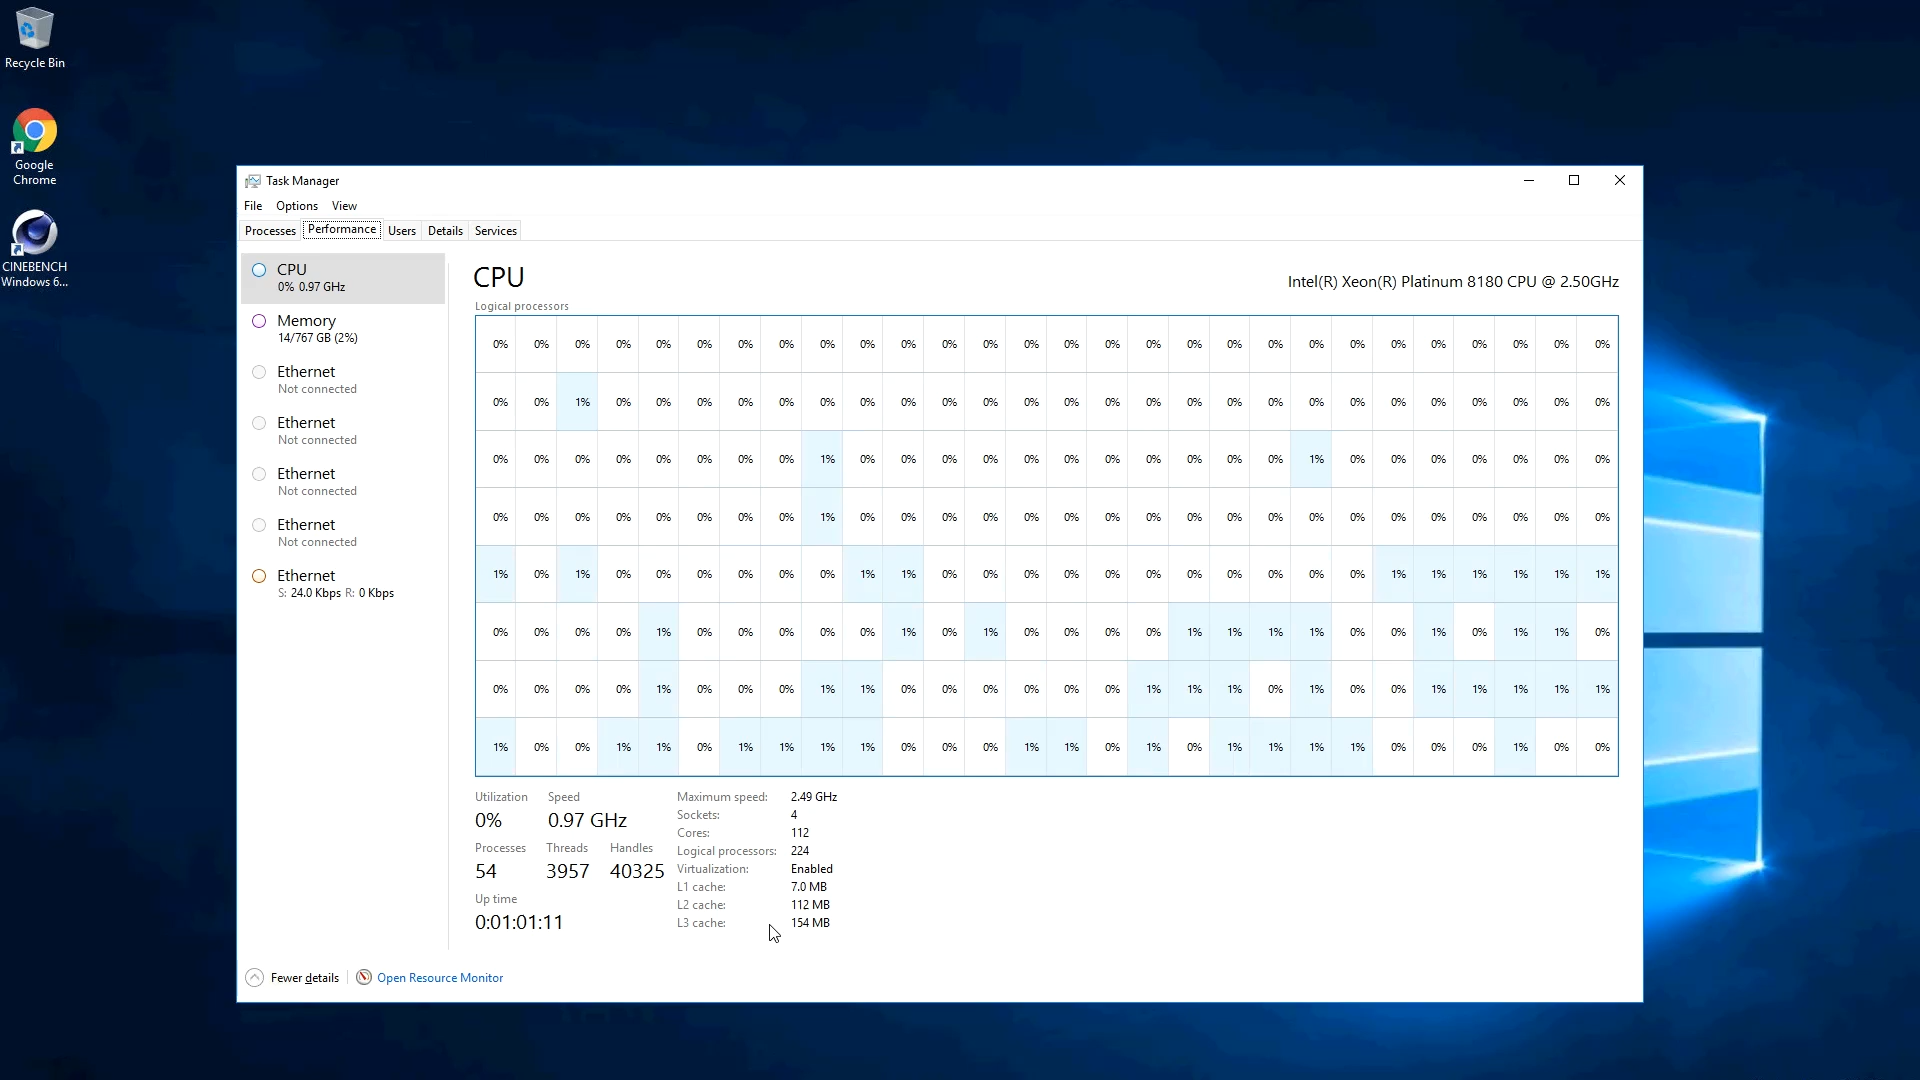 Recycle Bin
Google
Chrome
CINEBENCH
Windows 6...
Task Manager
File Options View
Processes Performance Users Details Services
CPU
0% 0.97 GHz
Memory
14/767 GB (2%)
Ethernet
Not connected
Ethernet
Not connected
Ethernet
Not connected
Ethernet
Not connected
Ethernet
S: 24.0 Kbps R: 0 Kbps
CPU
Intel(R) Xeon(R) Platinum 8180 CPU @ 2.50GHz
Logical processors
0% 0% 0% 0% 0% 0% 0% 0% 0% 0% 0% 0% 0% 0% 0% 0% 0% 0% 0% 0% 0% 0% 0% 0% 0% 0% 0% 0%
0% 0% 1% 0% 0% 0% 0% 0% 0% 0% 0% 0% 0% 0% 0% 0% 0% 0% 0% 0% 0% 0% 0% 0% 0% 0% 0% 0%
0% 0% 0% 0% 0% 0% 0% 0% 1% 0% 0% 0% 0% 0% 0% 0% 0% 0% 0% 0% 1% 0% 0% 0% 0% 0% 0% 0%
0% 0% 0% 0% 0% 0% 0% 0% 1% 0% 0% 0% 0% 0% 0% 0% 0% 0% 0% 0% 0% 0% 0% 0% 0% 0% 0% 0%
1% 0% 1% 0% 0% 0% 0% 0% 0% 1% 1% 0% 0% 0% 0% 0% 0% 0% 0% 0% 0% 0% 1% 1% 1% 1% 1% 1%
0% 0% 0% 0% 1% 0% 0% 0% 0% 0% 1% 0% 1% 0% 0% 0% 0% 1% 1% 1% 1% 0% 0% 1% 0% 1% 1% 0%
0% 0% 0% 0% 1% 0% 0% 0% 1% 1% 0% 0% 0% 0% 0% 0% 1% 1% 1% 0% 1% 0% 0% 1% 1% 1% 1% 1%
1% 0% 0% 1% 1% 0% 1% 1% 1% 1% 0% 0% 0% 1% 1% 0% 1% 0% 1% 1% 1% 1% 0% 0% 0% 1% 0% 0%
Utilization Speed
0% 0.97 GHz
Processes Threads Handles
54 3957 40325
Up time
0:01:01:11
Maximum speed: 2.49 GHz
Sockets: 4
Cores: 112
Logical processors: 224
Virtualization: Enabled
L1 cache: 7.0 MB
L2 cache: 112 MB
L3 cache: 154 MB
Fewer details
Open Resource Monitor